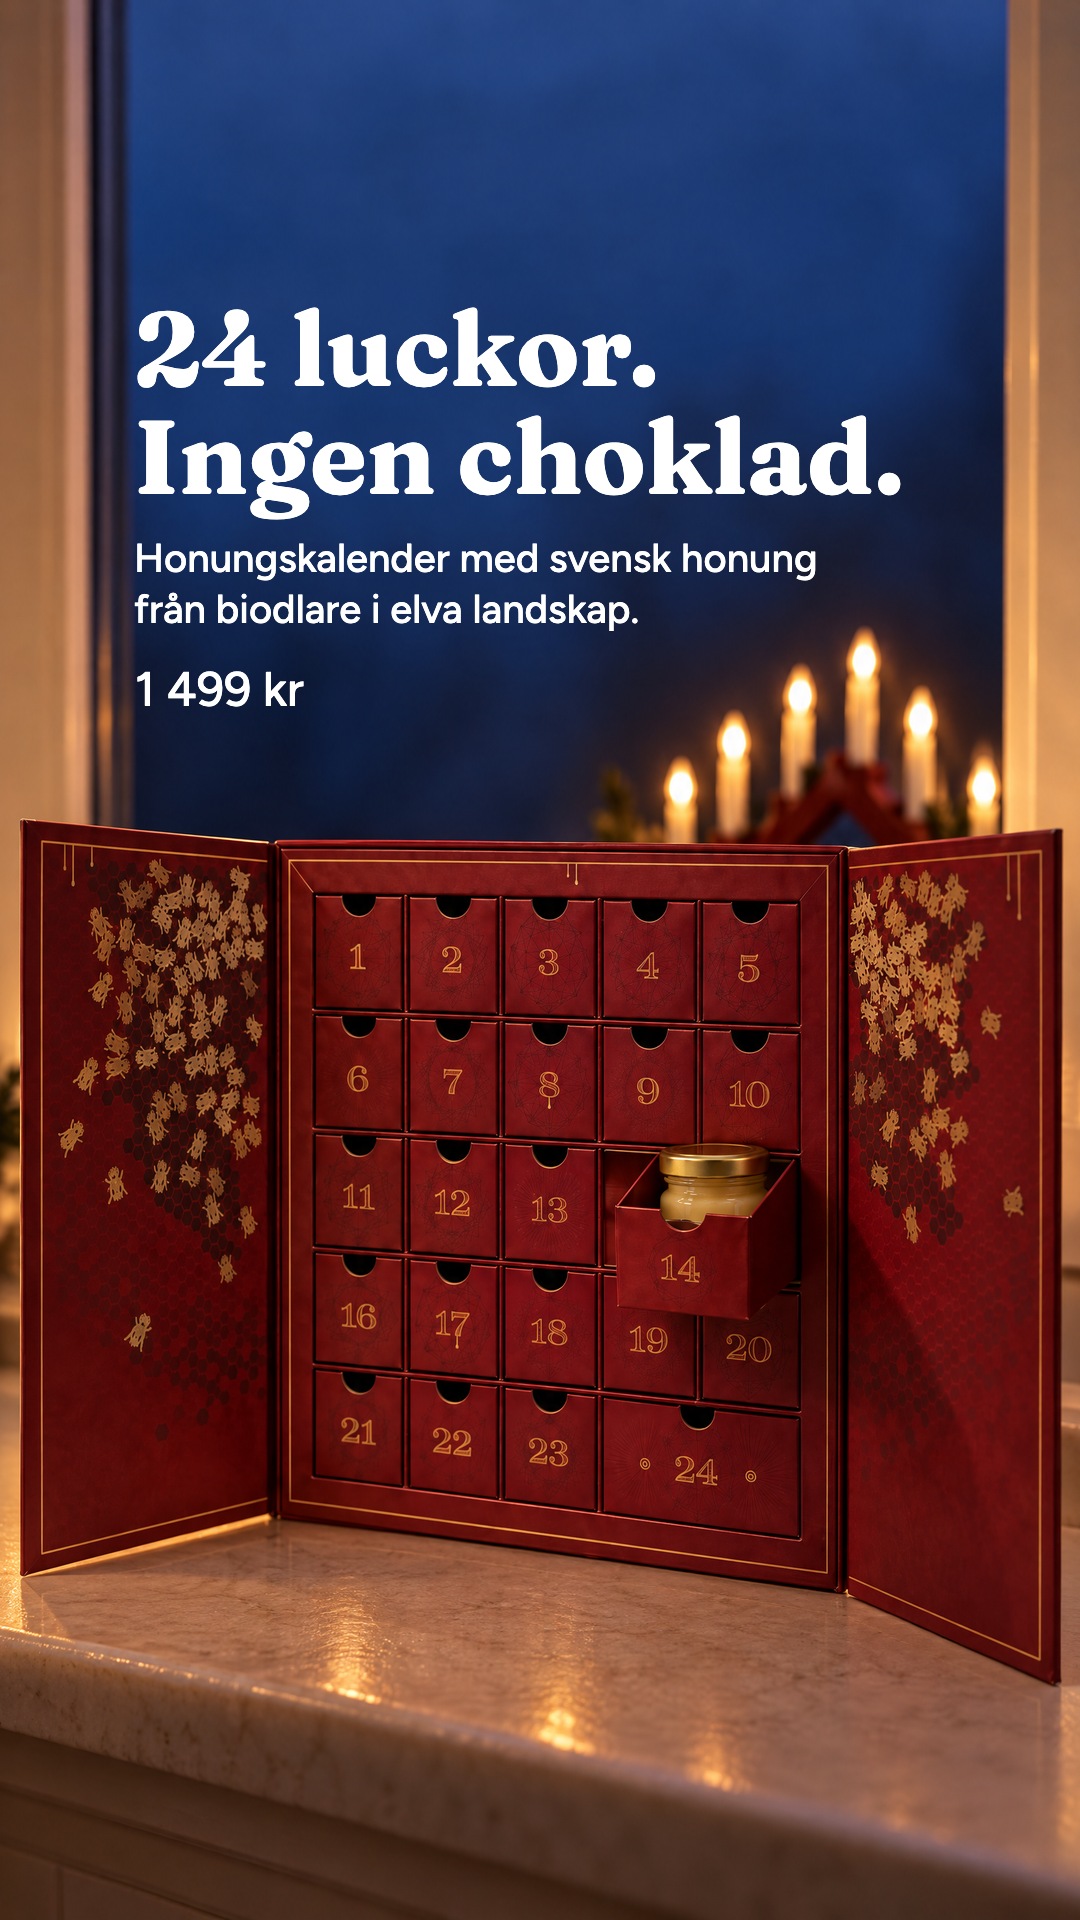 24 luckor.
Ingen choklad.
Honungskalender med svensk honung
från biodlare i elva landskap.
1 499 kr
1 2 3 4 5
6 7 8 9 10
11 12 13 14
16 17 18 19 20
21 22 23 24